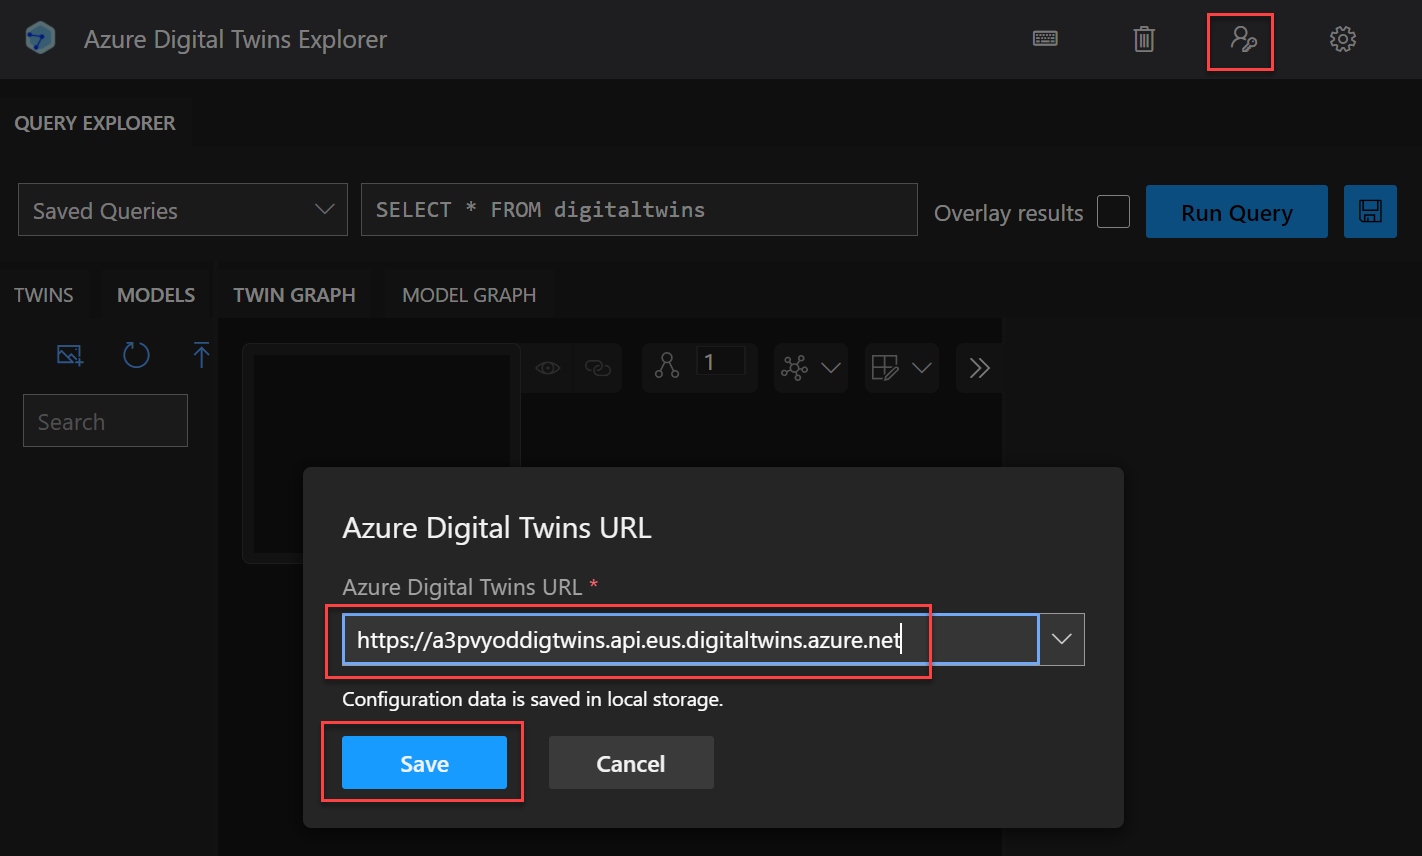 Azure Digital Twins Explorer
QUERY EXPLORER
Saved Queries
SELECT * FROM digitaltwins
Overlay results
Run Query
TWINS
MODELS
TWIN GRAPH
MODEL GRAPH
1
Search
Azure Digital Twins URL
Azure Digital Twins URL *
https://a3pvyoddigtwins.api.eus.digitaltwins.azure.net
Configuration data is saved in local storage.
Save
Cancel